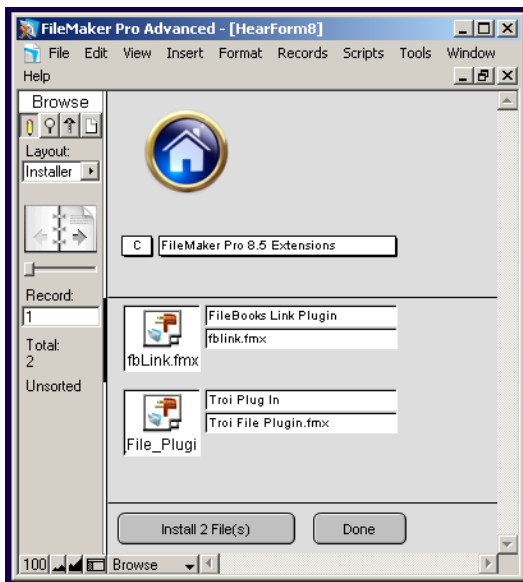 FileMaker Pro Advanced - [HearForm8]
File Edit View Insert Format Records Scripts Tools Window
Help
Browse
Layout:
Installer
C FileMaker Pro 8.5 Extensions
Record:
1
Total:
2
Unsorted
FileBooks Link Plugin
fblink.fmx
fbLink.fmx
Troi Plug In
Troi File Plugin.fmx
File_Plugi
Install 2 File(s) Done
100 Browse